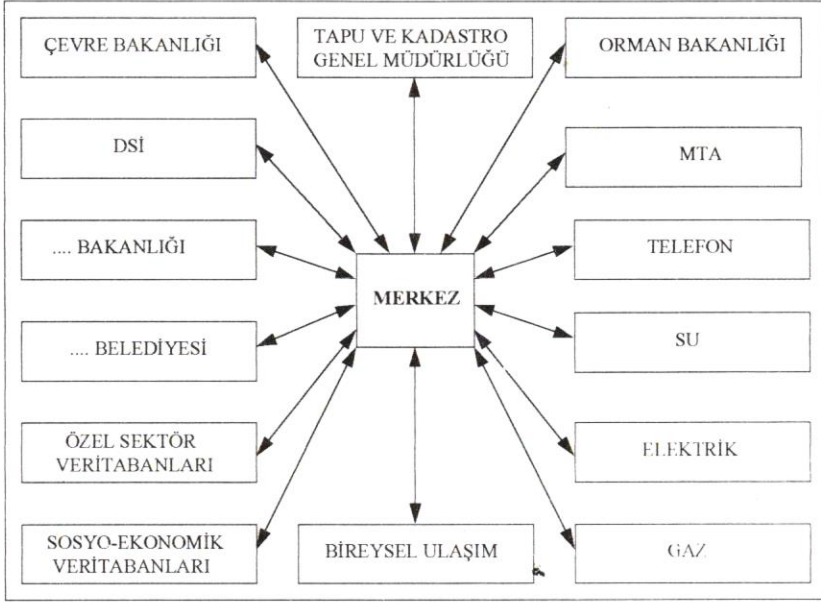 ÇEVRE BAKANLIĞI
TAPU VE KADASTRO
GENEL MÜDÜRLÜĞÜ
ORMAN BAKANLIĞI
DSİ
MTA
.... BAKANLIĞI
TELEFON
MERKEZ
.... BELEDİYESİ
SU
ÖZEL SEKTÖR
VERİTABANLARI
ELEKTRİK
SOSYO-EKONOMİK
VERİTABANLARI
BİREYSEL ULAŞIM
GAZ